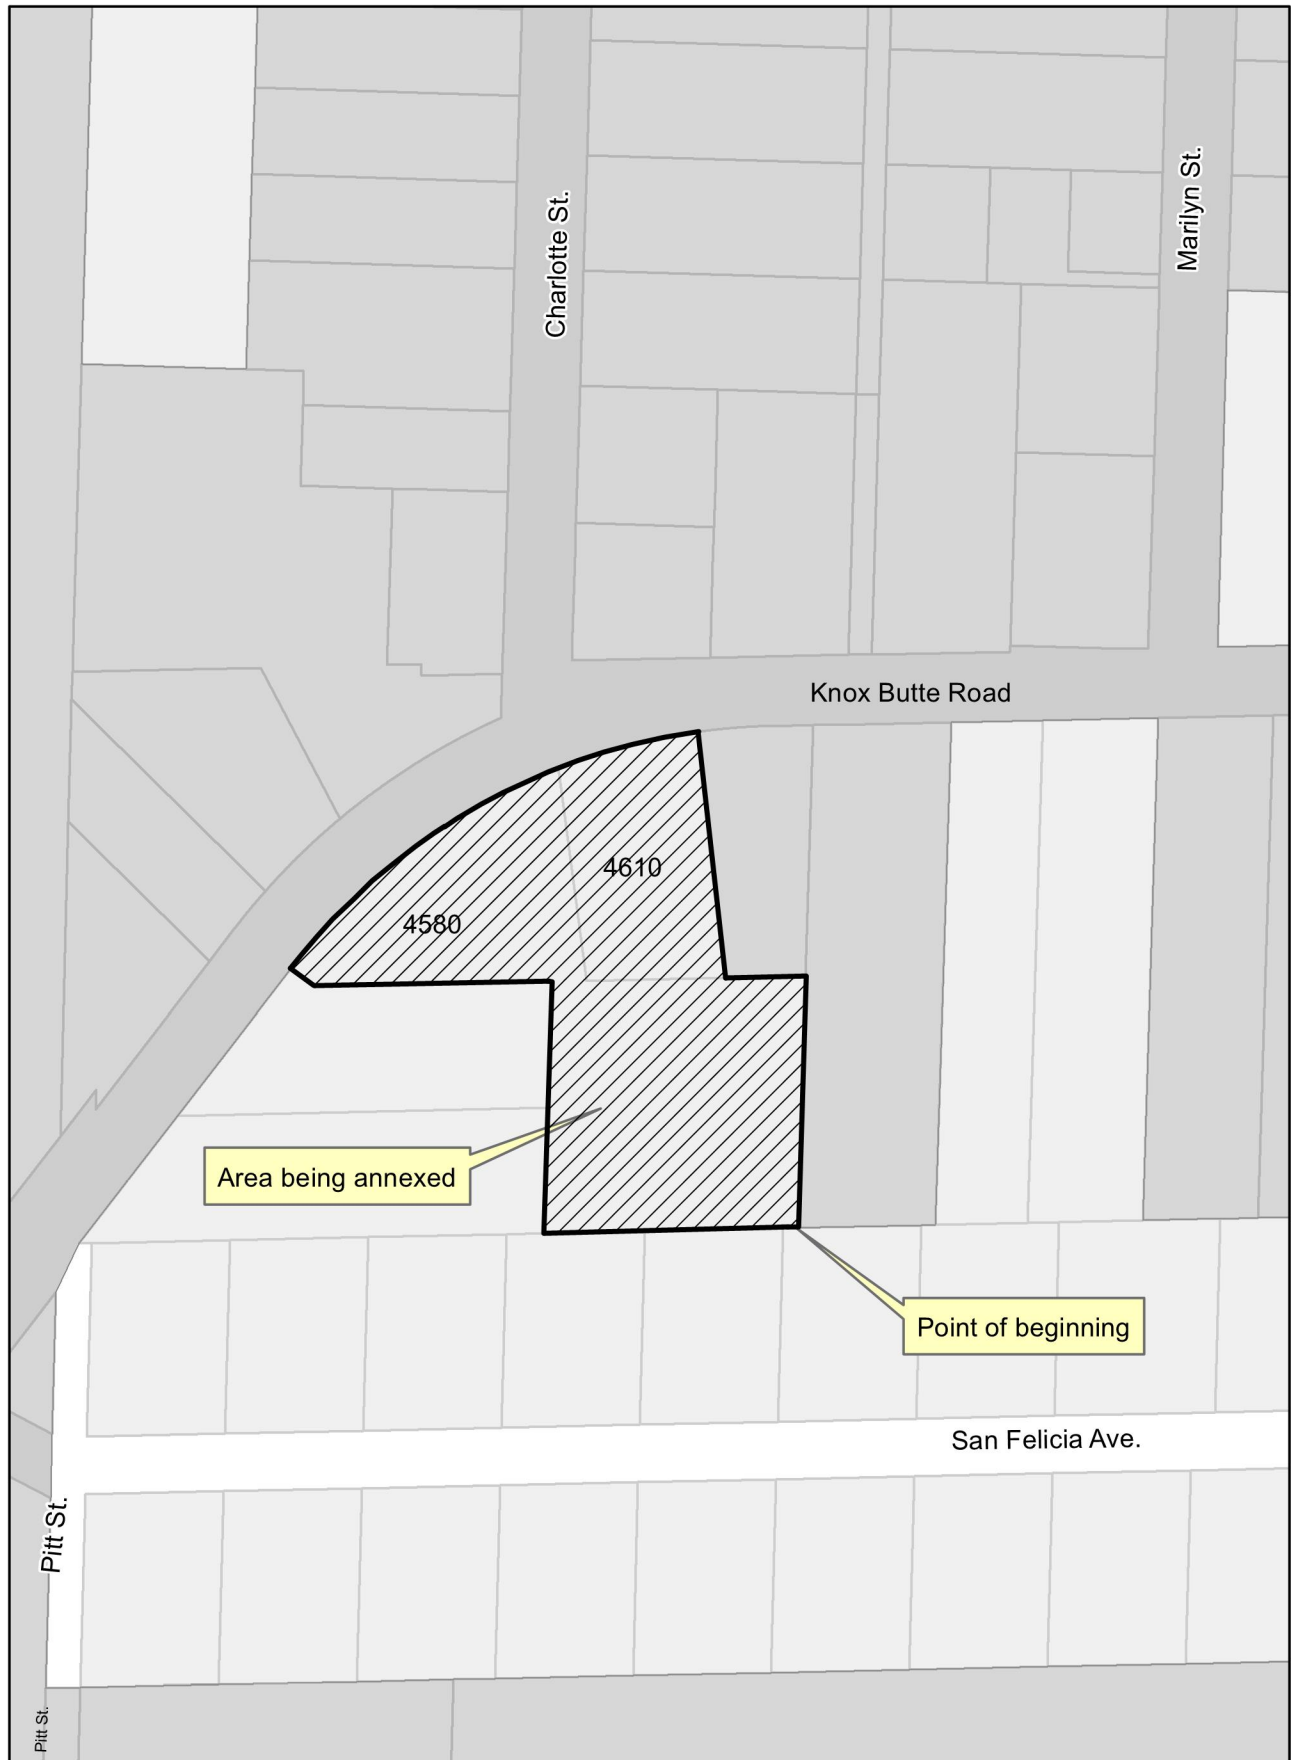 Marilyn St.
Charlotte St.
Knox Butte Road
4610
4580
Area being annexed
Point of beginning
San Felicia Ave.
Pitt St.
Pitt St.